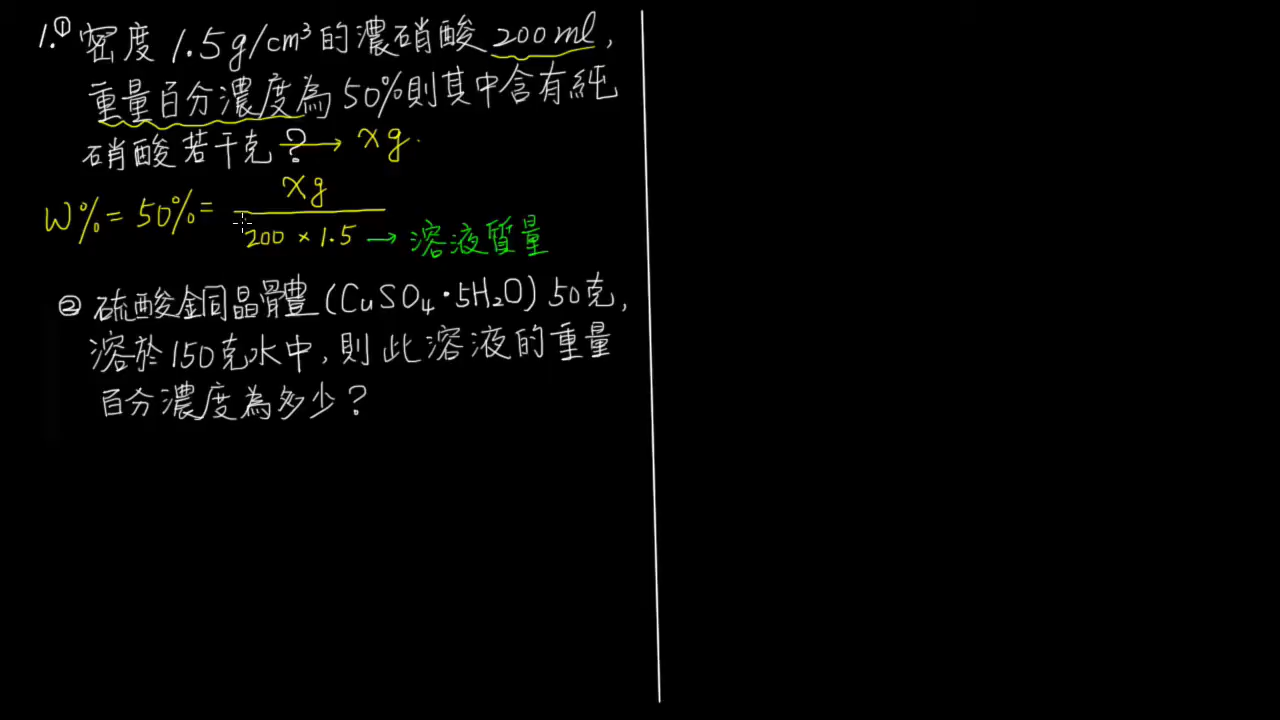 1.① 密度 1.5g/cm³的濃硝酸 200ml,
重量百分濃度為 50%則其中含有純
硝酸若干克? → xg.
W% = 50% = xg / 200 × 1.5 → 溶液質量
② 硫酸銅晶體 (CuSO₄·5H₂O) 50克,
溶於150克水中, 則此溶液的重量
百分濃度為多少?